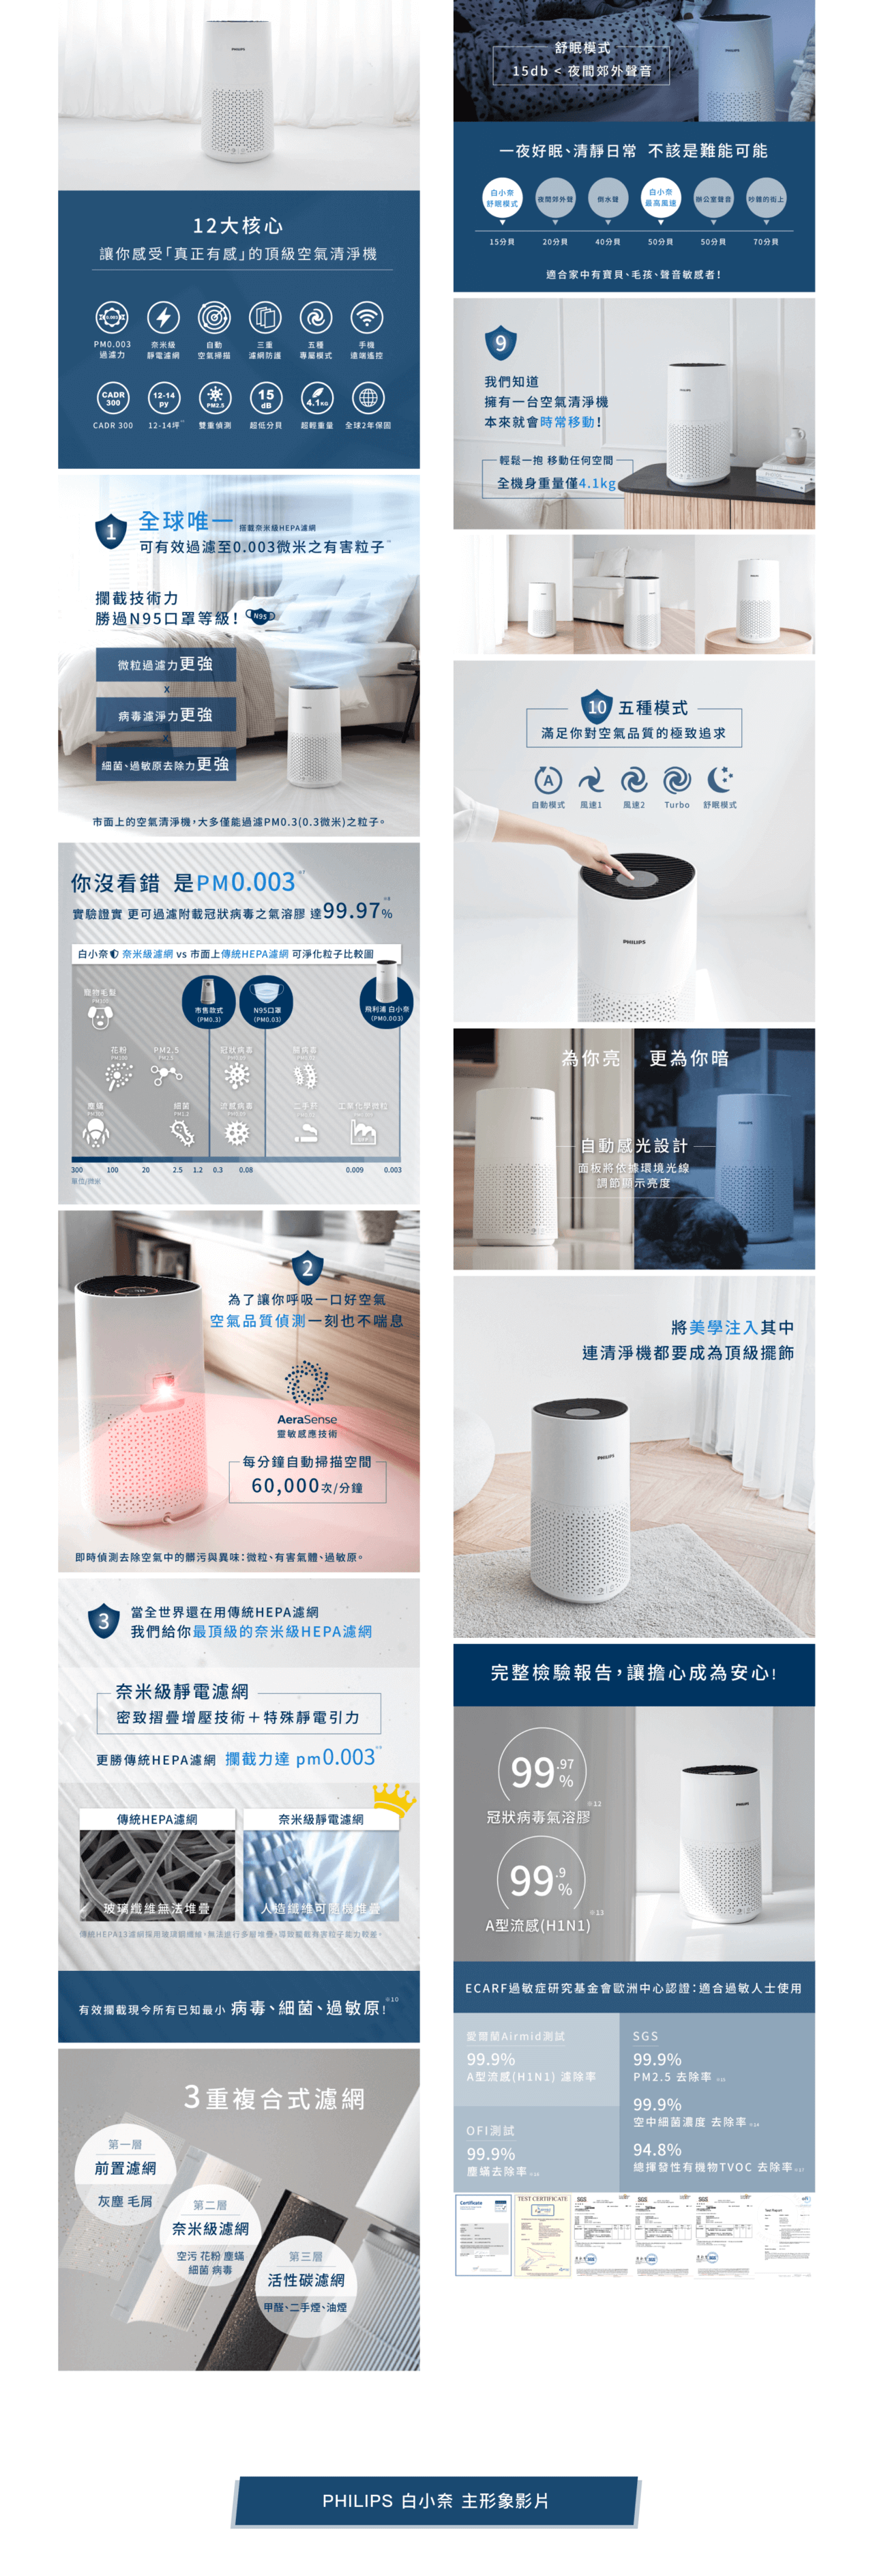 PHILIPS
12大核心
讓你感受「真正有感」的頂級空氣清淨機
PM0.003
過濾力
奈米級
靜電濾網
自動
空氣掃描
三重
濾網防護
五種
專屬模式
手機
遠端遙控
CADR
300
12-14
py
PM2.5
15
dB
4.1KG
CADR 300
12-14坪
雙重偵測
超低分貝
超輕重量
全球2年保固
1
全球唯一 搭載奈米級HEPA濾網
可有效過濾至0.003微米之有害粒子
攔截技術力
勝過N95口罩等級!
N95
微粒過濾力更強
x
病毒濾淨力更強
x
細菌、過敏原去除力更強
市面上的空氣清淨機,大多僅能過濾PM0.3(0.3微米)之粒子。
你沒看錯 是PM0.003
實驗證實 更可過濾附載冠狀病毒之氣溶膠 達99.97%
白小奈 奈米級濾網 vs 市面上傳統HEPA濾網 可淨化粒子比較圖
寵物毛髮
市售款式
(PM0.3)
N95口罩
(PM0.03)
飛利浦 白小奈
(PM0.003)
花粉
PM2.5
冠狀病毒
腸病毒
塵蟎
細菌
流感病毒
二手菸
工業化學微粒
300 100 20 2.5 1.2 0.3 0.08 0.009 0.003
單位/微米
2
為了讓你呼吸一口好空氣
空氣品質偵測一刻也不喘息
AeraSense
靈敏感應技術
每分鐘自動掃描空間
60,000次/分鐘
即時偵測去除空氣中的髒污與異味:微粒、有害氣體、過敏原。
3
當全世界還在用傳統HEPA濾網
我們給你最頂級的奈米級HEPA濾網
奈米級靜電濾網
密致摺疊增壓技術＋特殊靜電引力
更勝傳統HEPA濾網 攔截力達 pm0.003
傳統HEPA濾網
奈米級靜電濾網
玻璃纖維無法堆疊
人造纖維可隨機堆疊
有效攔截現今所有已知最小 病毒、細菌、過敏原! ※10
3重複合式濾網
第一層
前置濾網
灰塵 毛屑
第二層
奈米級濾網
空污 花粉 塵蟎
細菌 病毒
第三層
活性碳濾網
甲醛、二手煙、油煙
舒眠模式
15db < 夜間郊外聲音
一夜好眠、清靜日常 不該是難能可能
白小奈
舒眠模式
夜間郊外聲
倒水聲
白小奈
最高風速
辦公室聲音
吵雜的街上
15分貝 20分貝 40分貝 50分貝 50分貝 70分貝
適合家中有寶貝、毛孩、聲音敏感者!
9
我們知道
擁有一台空氣清淨機
本來就會時常移動!
輕鬆一抱 移動任何空間
全機身重量僅4.1kg
10 五種模式
滿足你對空氣品質的極致追求
A
自動模式 風速1 風速2 Turbo 舒眠模式
PHILIPS
為你亮 更為你暗
自動感光設計
面板將依據環境光線
調節顯示亮度
將美學注入其中
連清淨機都要成為頂級擺飾
PHILIPS
完整檢驗報告,讓擔心成為安心!
99.97%
冠狀病毒氣溶膠 ※12
99.9%
A型流感(H1N1) ※13
PHILIPS
ECARF過敏症研究基金會歐洲中心認證:適合過敏人士使用
愛爾蘭Airmid測試
99.9%
A型流感(H1N1) 濾除率
OFI測試
99.9%
塵蟎去除率
SGS
99.9%
PM2.5 去除率
99.9%
空中細菌濃度 去除率
94.8%
總揮發性有機物TVOC 去除率
Certificate
TEST CERTIFICATE
SGS
SGS
SGS
Test Report
PHILIPS 白小奈 主形象影片